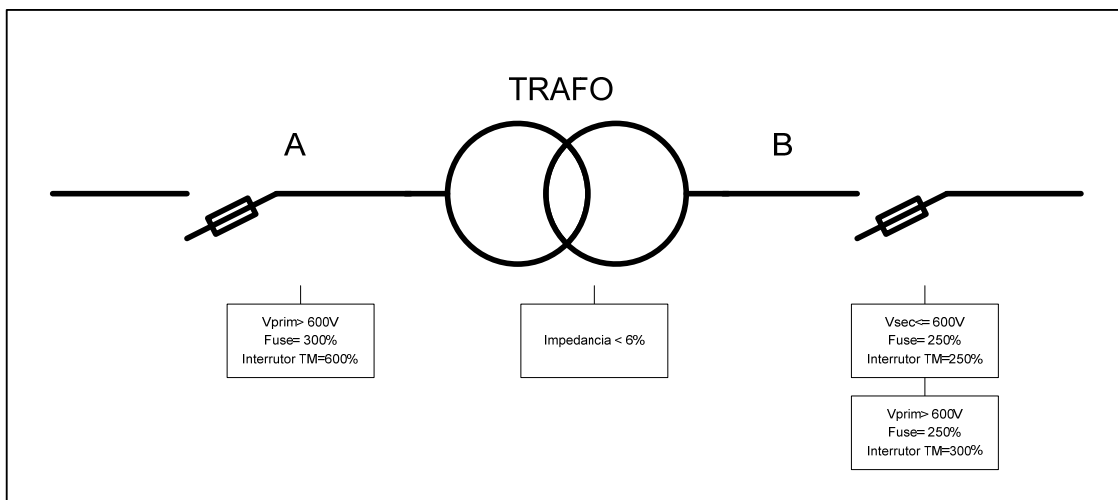 TRAFO
A
B
Vprim> 600V
Fuse= 300%
Interrutor TM=600%
Impedancia < 6%
Vsec<= 600V
Fuse= 250%
Interrutor TM=250%
Vprim> 600V
Fuse= 250%
Interrutor TM=300%